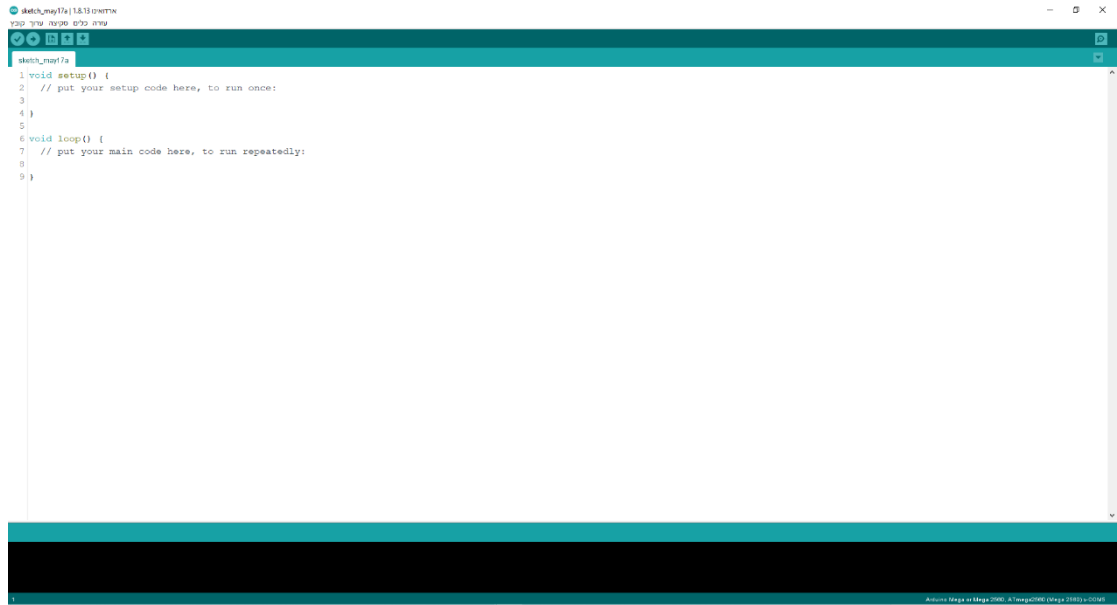 sketch_may17a | 1.8.13 ארדואינו
קובץ ערוך סקיצה כלים עזרה
sketch_may17a
1 void setup() {
2 // put your setup code here, to run once:
3
4 }
5
6 void loop() {
7 // put your main code here, to run repeatedly:
8
9 }
1
Arduino Mega or Mega 2560, ATmega2560 (Mega 2560) ב-COM5